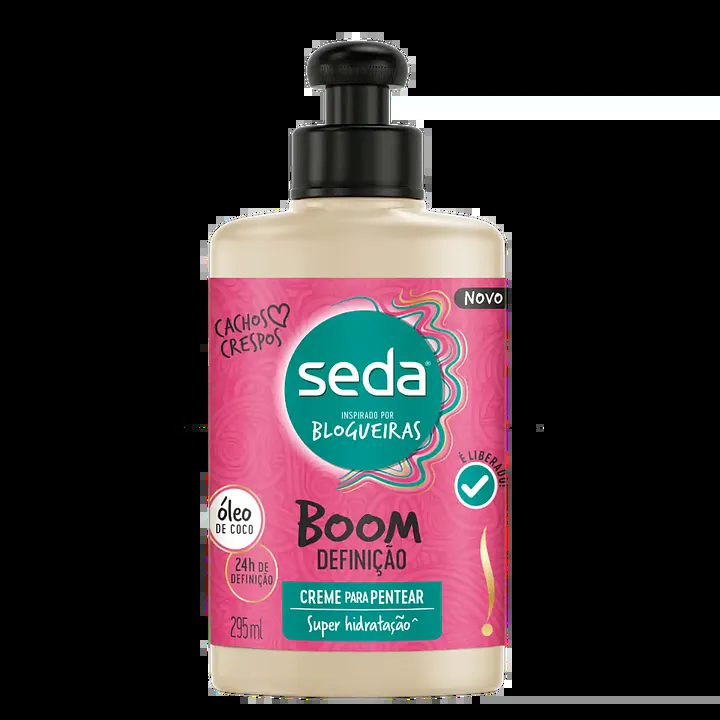 NOVO
CACHOS
CRESPOS
seda®
INSPIRADO POR
BLOGUEIRAS
É LIBERADO!
óleo
DE COCO
BOOM
DEFINIÇÃO
24h DE
DEFINIÇÃO
CREME PARA PENTEAR
Super hidratação^
295ml